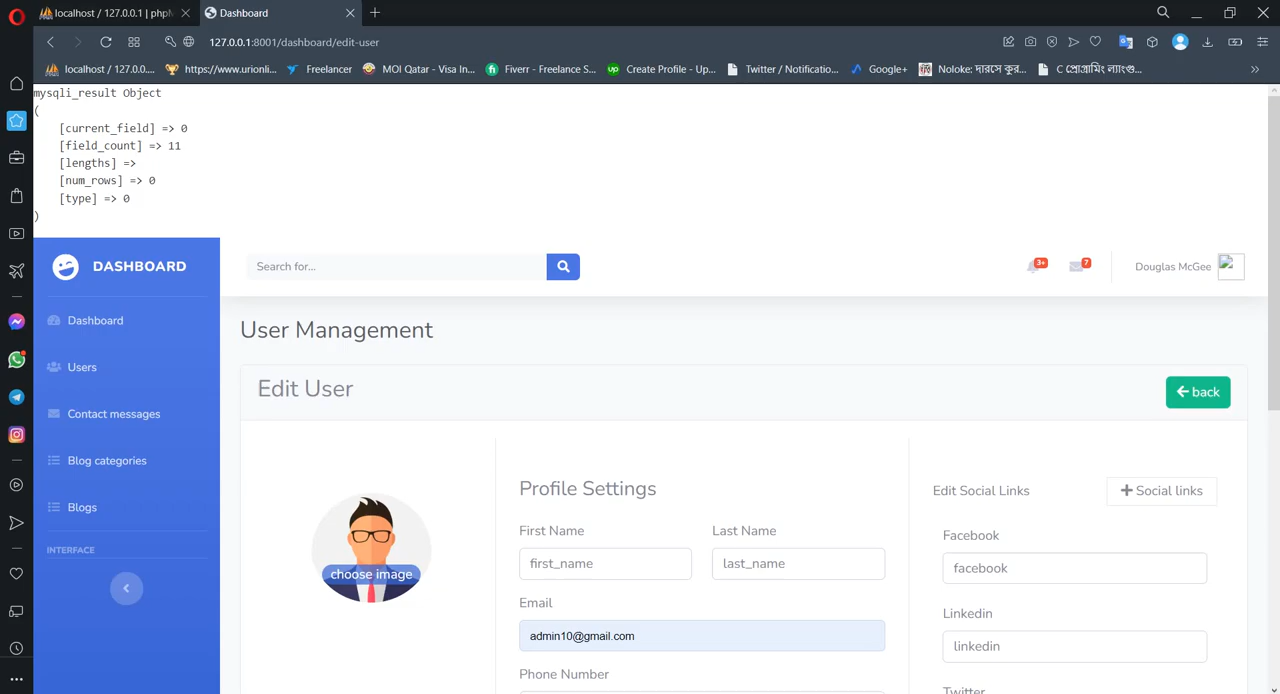 localhost / 127.0.0.1 | phpM
Dashboard
127.0.0.1:8001/dashboard/edit-user
localhost / 127.0.0....
https://www.urionli...
Freelancer
MOI Qatar - Visa In...
Fiverr - Freelance S...
Create Profile - Up...
Twitter / Notificatio...
Google+
Noloke: দারসে কুর...
C প্রোগ্রামিং ল্যাংগু...
mysqli_result Object
(
[current_field] => 0
[field_count] => 11
[lengths] =>
[num_rows] => 0
[type] => 0
)
DASHBOARD
Search for...
3+
7
Douglas McGee
Dashboard
Users
Contact messages
Blog categories
Blogs
INTERFACE
User Management
Edit User
back
choose image
Profile Settings
First Name
Last Name
first_name
last_name
Email
admin10@gmail.com
Phone Number
Edit Social Links
Social links
Facebook
facebook
Linkedin
linkedin
Twitter